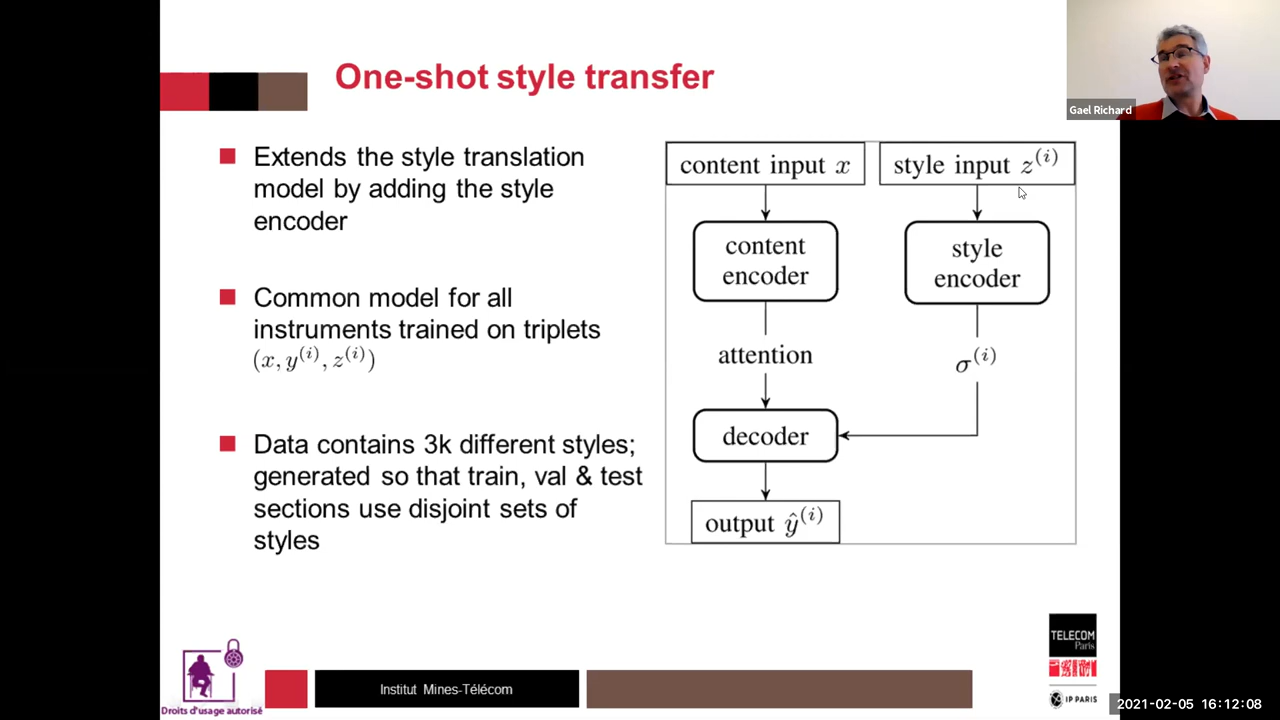 One-shot style transfer
Gael Richard
Extends the style translation
model by adding the style
encoder
Common model for all
instruments trained on triplets
(x, y^(i), z^(i))
Data contains 3k different styles;
generated so that train, val & test
sections use disjoint sets of
styles
content input x
style input z^(i)
content
encoder
style
encoder
attention
σ^(i)
decoder
output ŷ^(i)
Droits d'usage autorisé
Institut Mines-Télécom
TELECOM
Paris
IP PARIS
2021-02-05 16:12:08